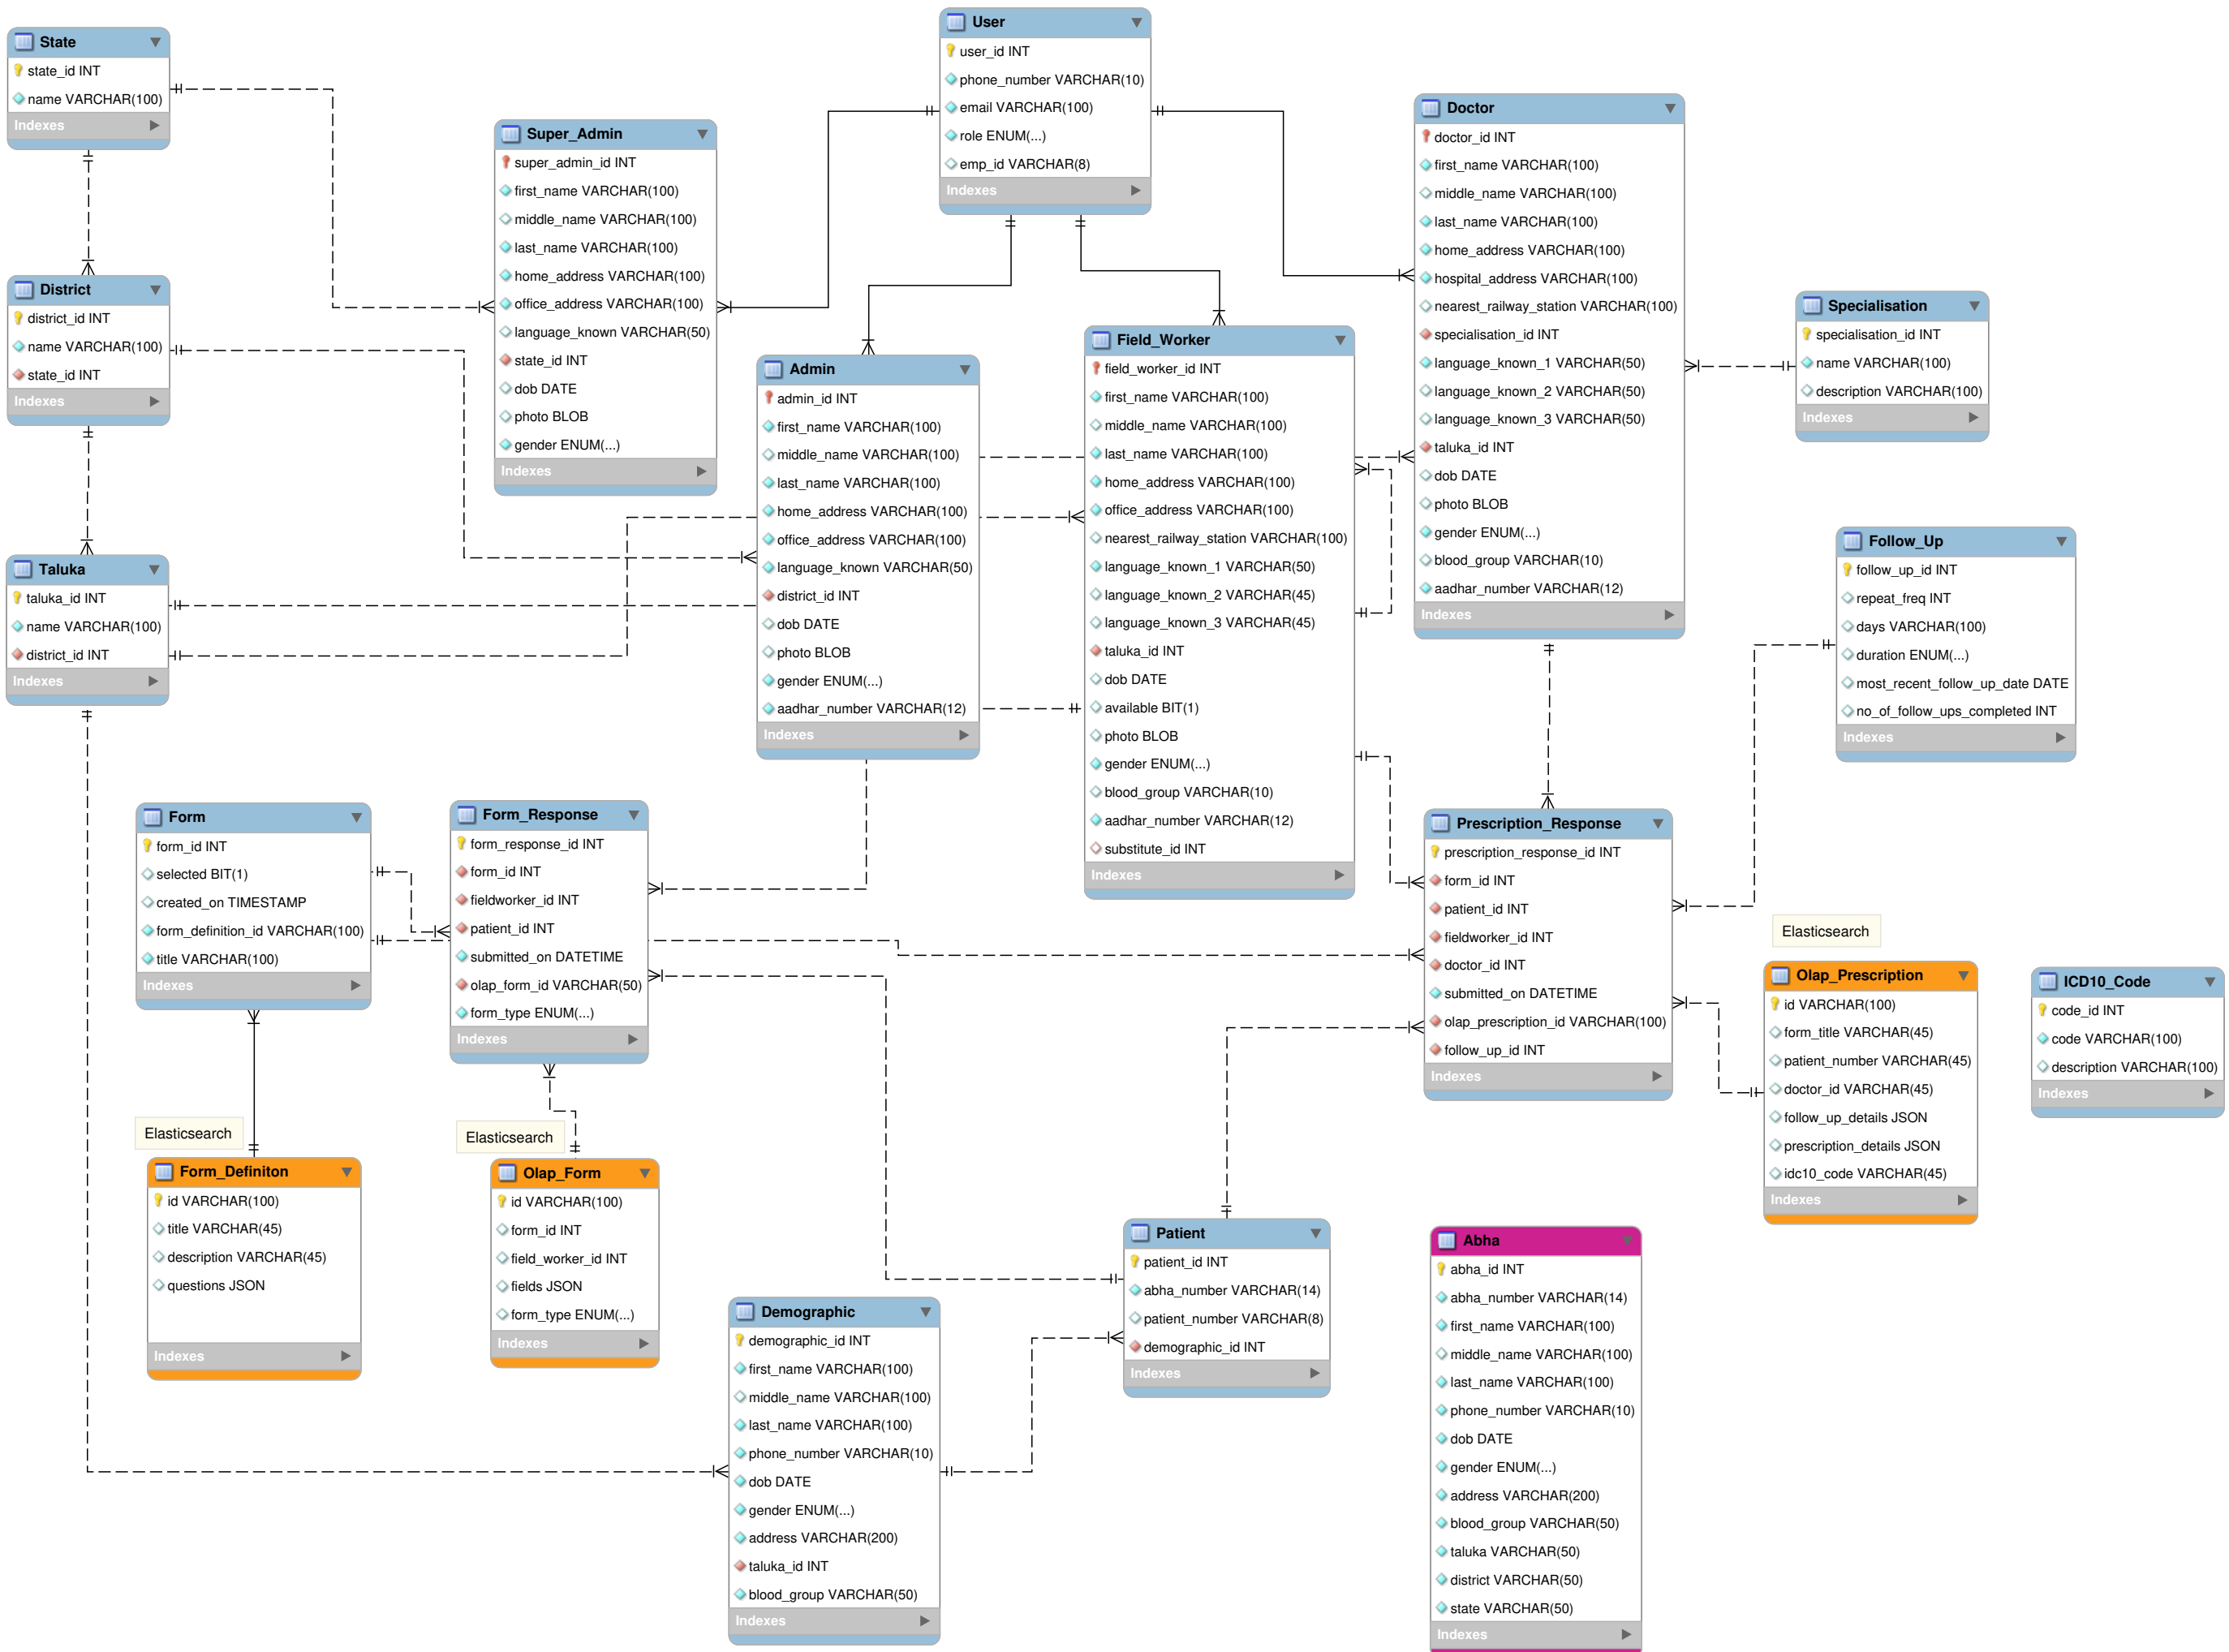 State
state_id INT
name VARCHAR(100)
Indexes
District
district_id INT
name VARCHAR(100)
state_id INT
Indexes
Taluka
taluka_id INT
name VARCHAR(100)
district_id INT
Indexes
Super_Admin
super_admin_id INT
first_name VARCHAR(100)
middle_name VARCHAR(100)
last_name VARCHAR(100)
home_address VARCHAR(100)
office_address VARCHAR(100)
language_known VARCHAR(50)
state_id INT
dob DATE
photo BLOB
gender ENUM(...)
Indexes
User
user_id INT
phone_number VARCHAR(10)
email VARCHAR(100)
role ENUM(...)
emp_id VARCHAR(8)
Indexes
Admin
admin_id INT
first_name VARCHAR(100)
middle_name VARCHAR(100)
last_name VARCHAR(100)
home_address VARCHAR(100)
office_address VARCHAR(100)
language_known VARCHAR(50)
district_id INT
dob DATE
photo BLOB
gender ENUM(...)
aadhar_number VARCHAR(12)
Indexes
Field_Worker
field_worker_id INT
first_name VARCHAR(100)
middle_name VARCHAR(100)
last_name VARCHAR(100)
home_address VARCHAR(100)
office_address VARCHAR(100)
nearest_railway_station VARCHAR(100)
language_known_1 VARCHAR(50)
language_known_2 VARCHAR(45)
language_known_3 VARCHAR(45)
taluka_id INT
dob DATE
available BIT(1)
photo BLOB
gender ENUM(...)
blood_group VARCHAR(10)
aadhar_number VARCHAR(12)
substitute_id INT
Indexes
Doctor
doctor_id INT
first_name VARCHAR(100)
middle_name VARCHAR(100)
last_name VARCHAR(100)
home_address VARCHAR(100)
hospital_address VARCHAR(100)
nearest_railway_station VARCHAR(100)
specialisation_id INT
language_known_1 VARCHAR(50)
language_known_2 VARCHAR(50)
language_known_3 VARCHAR(50)
taluka_id INT
dob DATE
photo BLOB
gender ENUM(...)
blood_group VARCHAR(10)
aadhar_number VARCHAR(12)
Indexes
Specialisation
specialisation_id INT
name VARCHAR(100)
description VARCHAR(100)
Indexes
Follow_Up
follow_up_id INT
repeat_freq INT
days VARCHAR(100)
duration ENUM(...)
most_recent_follow_up_date DATE
no_of_follow_ups_completed INT
Indexes
Form
form_id INT
selected BIT(1)
created_on TIMESTAMP
form_definition_id VARCHAR(100)
title VARCHAR(100)
Indexes
Form_Response
form_response_id INT
form_id INT
fieldworker_id INT
patient_id INT
submitted_on DATETIME
olap_form_id VARCHAR(50)
form_type ENUM(...)
Indexes
Prescription_Response
prescription_response_id INT
form_id INT
patient_id INT
fieldworker_id INT
doctor_id INT
submitted_on DATETIME
olap_prescription_id VARCHAR(100)
follow_up_id INT
Indexes
Elasticsearch
Olap_Prescription
id VARCHAR(100)
form_title VARCHAR(45)
patient_number VARCHAR(45)
doctor_id VARCHAR(45)
follow_up_details JSON
prescription_details JSON
idc10_code VARCHAR(45)
Indexes
ICD10_Code
code_id INT
code VARCHAR(100)
description VARCHAR(100)
Indexes
Elasticsearch
Form_Definiton
id VARCHAR(100)
title VARCHAR(45)
description VARCHAR(45)
questions JSON
Indexes
Elasticsearch
Olap_Form
id VARCHAR(100)
form_id INT
field_worker_id INT
fields JSON
form_type ENUM(...)
Indexes
Demographic
demographic_id INT
first_name VARCHAR(100)
middle_name VARCHAR(100)
last_name VARCHAR(100)
phone_number VARCHAR(10)
dob DATE
gender ENUM(...)
address VARCHAR(200)
taluka_id INT
blood_group VARCHAR(50)
Indexes
Patient
patient_id INT
abha_number VARCHAR(14)
patient_number VARCHAR(8)
demographic_id INT
Indexes
Abha
abha_id INT
abha_number VARCHAR(14)
first_name VARCHAR(100)
middle_name VARCHAR(100)
last_name VARCHAR(100)
phone_number VARCHAR(10)
dob DATE
gender ENUM(...)
address VARCHAR(200)
blood_group VARCHAR(50)
taluka VARCHAR(50)
district VARCHAR(50)
state VARCHAR(50)
Indexes